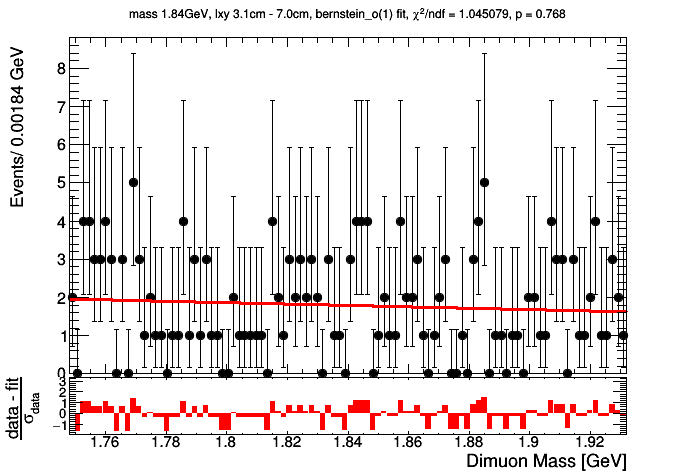 mass 1.84GeV, lxy 3.1cm - 7.0cm, bernstein_o(1) fit, χ²/ndf = 1.045079, p = 0.768
Events/ 0.00184 GeV
8
7
6
5
4
3
2
1
0
data - fit
σdata
3
2
1
0
−1
1.76 1.78 1.8 1.82 1.84 1.86 1.88 1.9 1.92
Dimuon Mass [GeV]